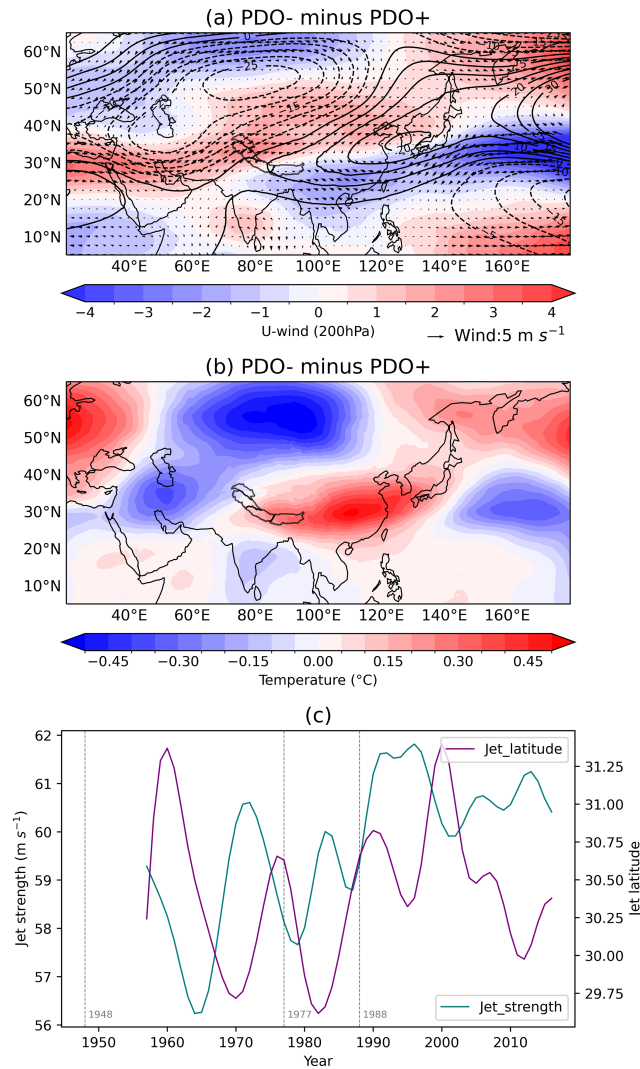 (a) PDO- minus PDO+
60°N
50°N
40°N
30°N
20°N
10°N
40°E 60°E 80°E 100°E 120°E 140°E 160°E
−4 −3 −2 −1 0 1 2 3 4
U-wind (200hPa)
Wind:5 m s⁻¹
(b) PDO- minus PDO+
60°N
50°N
40°N
30°N
20°N
10°N
40°E 60°E 80°E 100°E 120°E 140°E 160°E
−0.45 −0.30 −0.15 0.00 0.15 0.30 0.45
Temperature (°C)
(c)
Jet strength (m s⁻¹)
62
61
60
59
58
57
56
Jet_latitude
Jet_strength
1948
1977
1988
31.25
31.00
30.75
30.50
30.25
30.00
29.75
Jet latitude
1950 1960 1970 1980 1990 2000 2010
Year